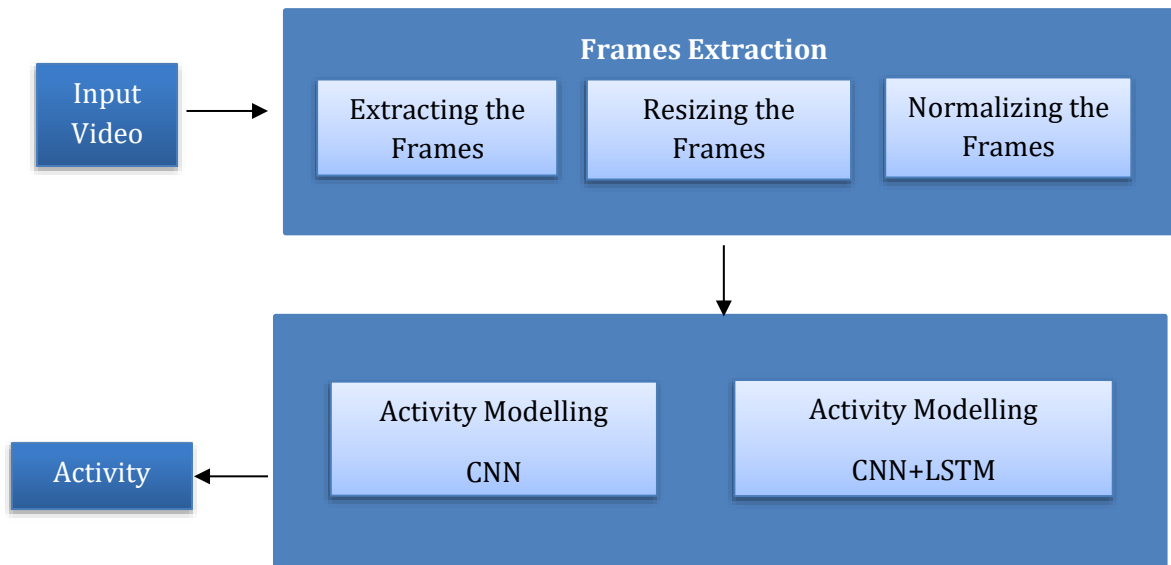 Input
Video
Frames Extraction
Extracting the
Frames
Resizing the
Frames
Normalizing the
Frames
Activity Modelling
CNN
Activity Modelling
CNN+LSTM
Activity